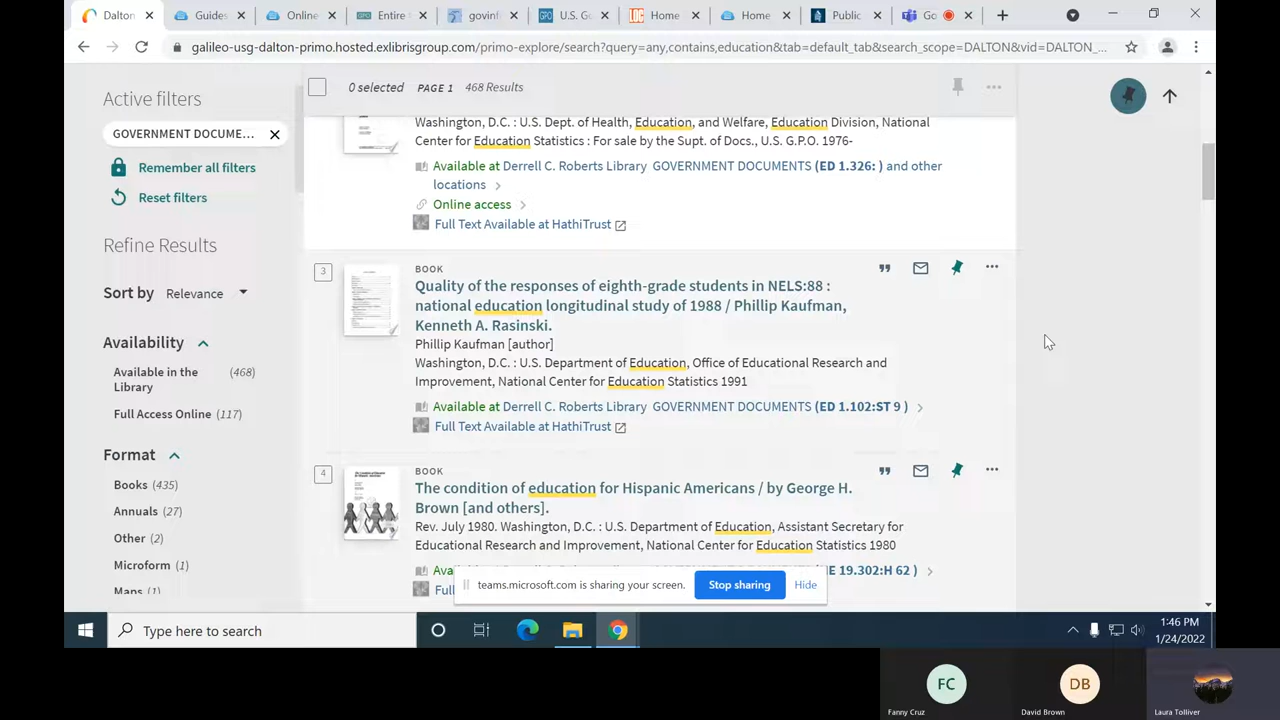 Dalton
Guides
Online
Entire
govinf
U.S. Go
Home
Home
Public
Go
galileo-usg-dalton-primo.hosted.exlibrisgroup.com/primo-explore/search?query=any,contains,education&tab=default_tab&search_scope=DALTON&vid=DALTON_...
Active filters
GOVERNMENT DOCUME...
Remember all filters
Reset filters
Refine Results
Sort by Relevance
Availability
Available in the (468)
Library
Full Access Online (117)
Format
Books (435)
Annuals (27)
Other (2)
Microform (1)
Maps (1)
0 selected PAGE 1 468 Results
Washington, D.C. : U.S. Dept. of Health, Education, and Welfare, Education Division, National
Center for Education Statistics : For sale by the Supt. of Docs., U.S. G.P.O. 1976-
Available at Derrell C. Roberts Library GOVERNMENT DOCUMENTS (ED 1.326: ) and other
locations
Online access
Full Text Available at HathiTrust
3
BOOK
Quality of the responses of eighth-grade students in NELS:88 :
national education longitudinal study of 1988 / Phillip Kaufman,
Kenneth A. Rasinski.
Phillip Kaufman [author]
Washington, D.C. : U.S. Department of Education, Office of Educational Research and
Improvement, National Center for Education Statistics 1991
Available at Derrell C. Roberts Library GOVERNMENT DOCUMENTS (ED 1.102:ST 9 )
Full Text Available at HathiTrust
4
BOOK
The condition of education for Hispanic Americans / by George H.
Brown [and others].
Rev. July 1980. Washington, D.C. : U.S. Department of Education, Assistant Secretary for
Educational Research and Improvement, National Center for Education Statistics 1980
Ava E 19.302:H 62 )
Full
teams.microsoft.com is sharing your screen. Stop sharing Hide
Type here to search
1:46 PM
1/24/2022
FC
Fanny Cruz
DB
David Brown
Laura Tolliver